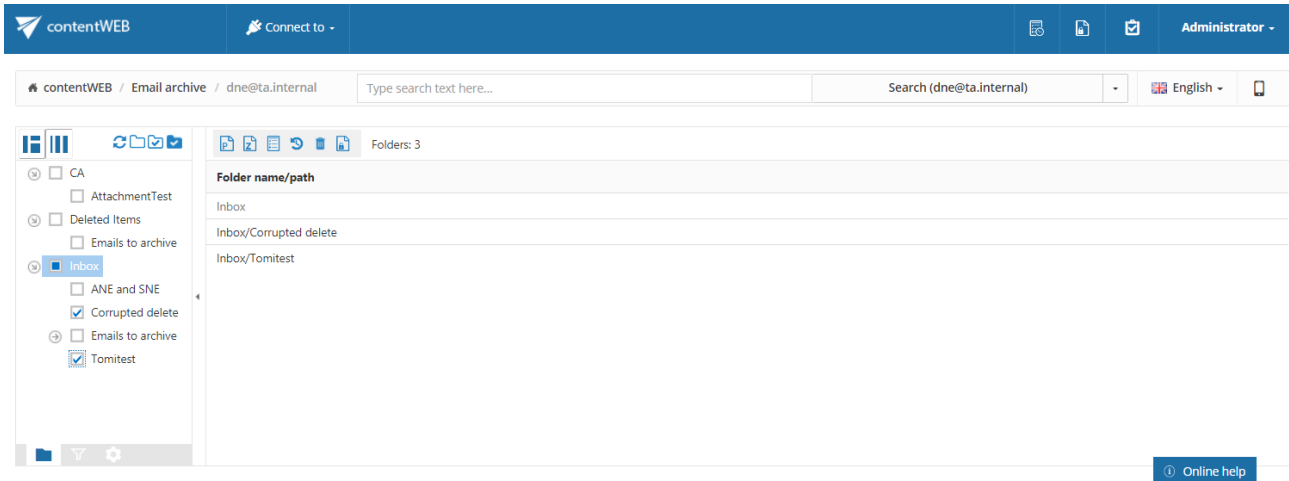 contentWEB
Connect to
Administrator
contentWEB / Email archive / dne@ta.internal
Type search text here...
Search (dne@ta.internal)
English
Folders: 3
CA
AttachmentTest
Deleted Items
Emails to archive
Inbox
ANE and SNE
Corrupted delete
Emails to archive
Tomitest
Folder name/path
Inbox
Inbox/Corrupted delete
Inbox/Tomitest
Online help